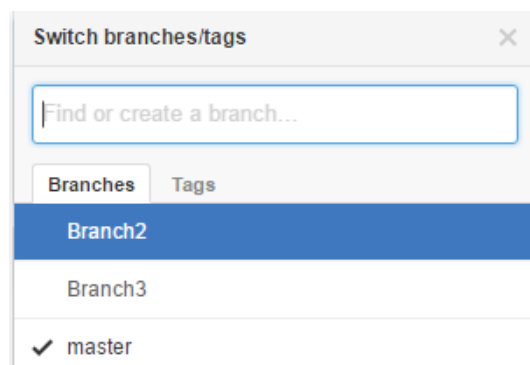 Switch branches/tags
Find or create a branch...
Branches Tags
Branch2
Branch3
master